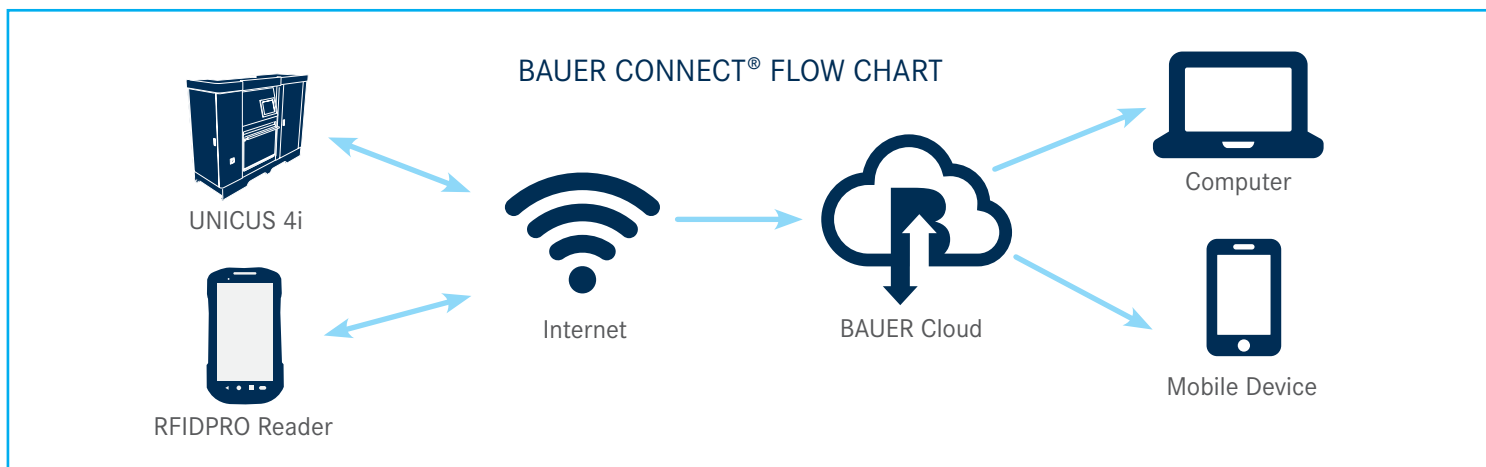 BAUER CONNECT® FLOW CHART
UNICUS 4i
RFIDPRO Reader
Internet
B
BAUER Cloud
Computer
Mobile Device